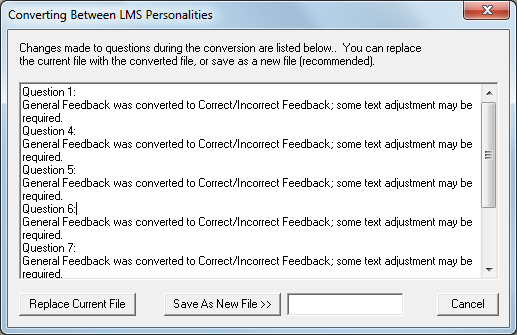 Converting Between LMS Personalities
Changes made to questions during the conversion are listed below.. You can replace
the current file with the converted file, or save as a new file (recommended).
Question 1:
General Feedback was converted to Correct/Incorrect Feedback; some text adjustment may be
required.
Question 4:
General Feedback was converted to Correct/Incorrect Feedback; some text adjustment may be
required.
Question 5:
General Feedback was converted to Correct/Incorrect Feedback; some text adjustment may be
required.
Question 6:
General Feedback was converted to Correct/Incorrect Feedback; some text adjustment may be
required.
Question 7:
General Feedback was converted to Correct/Incorrect Feedback; some text adjustment may be
required.
Replace Current File
Save As New File >>
Cancel